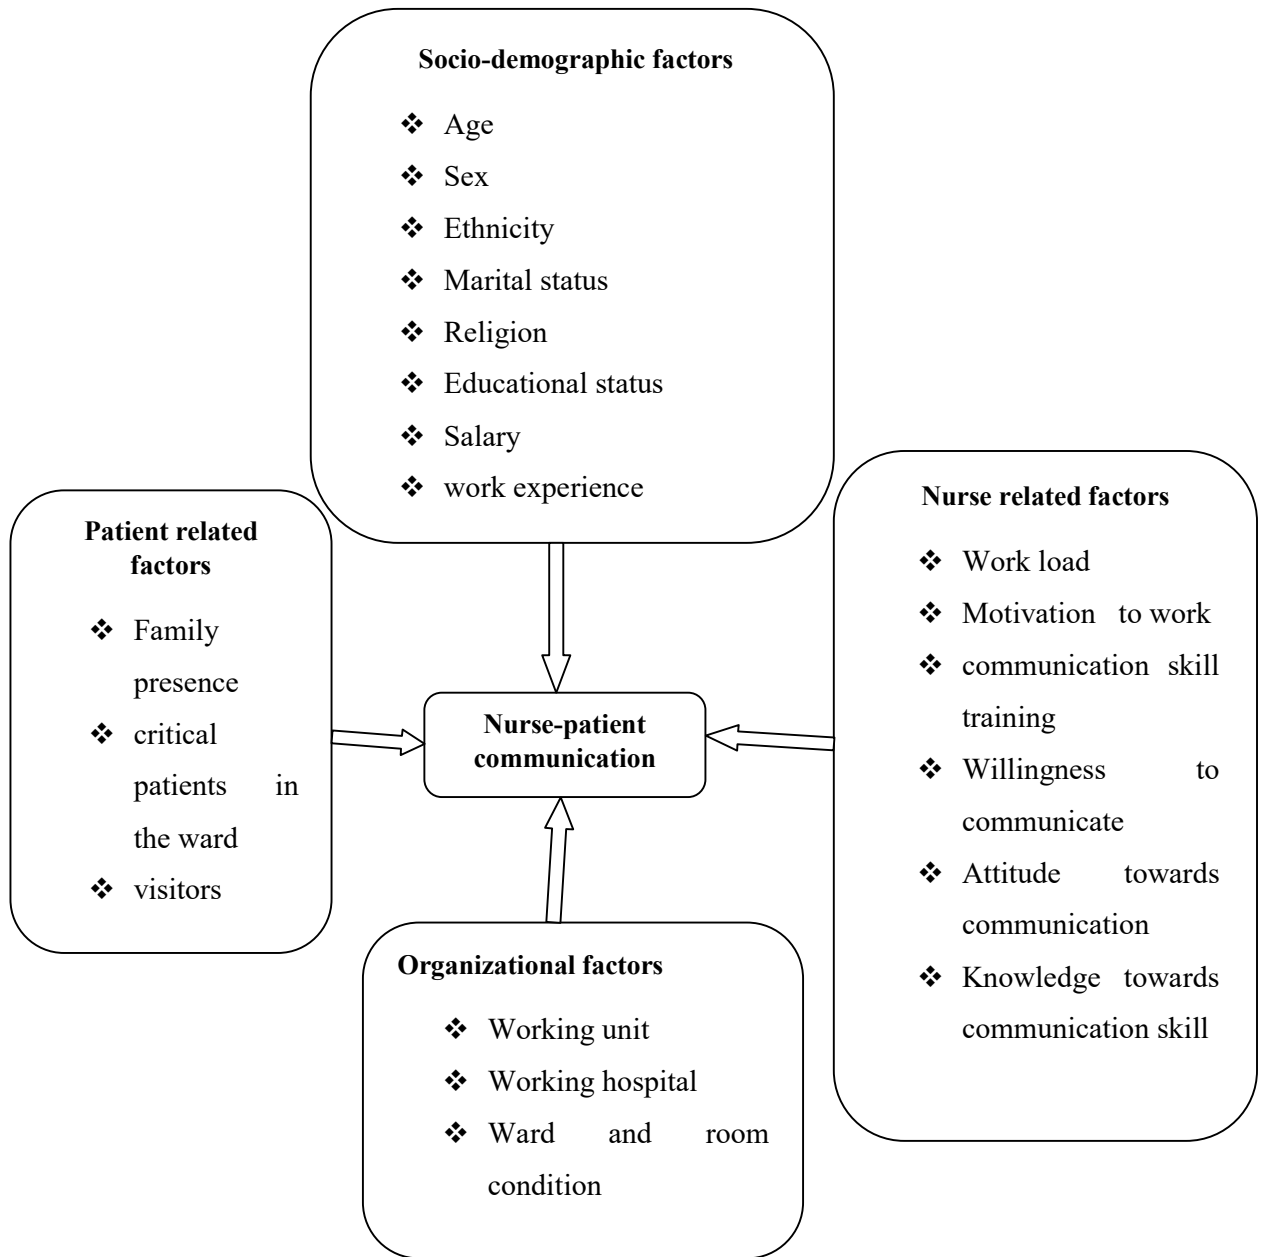 Socio-demographic factors
❖ Age
❖ Sex
❖ Ethnicity
❖ Marital status
❖ Religion
❖ Educational status
❖ Salary
❖ work experience
Patient related
factors
❖ Family
presence
❖ critical
patients in
the ward
❖ visitors
Nurse-patient
communication
Nurse related factors
❖ Work load
❖ Motivation to work
❖ communication skill
training
❖ Willingness to
communicate
❖ Attitude towards
communication
❖ Knowledge towards
communication skill
Organizational factors
❖ Working unit
❖ Working hospital
❖ Ward and room
condition